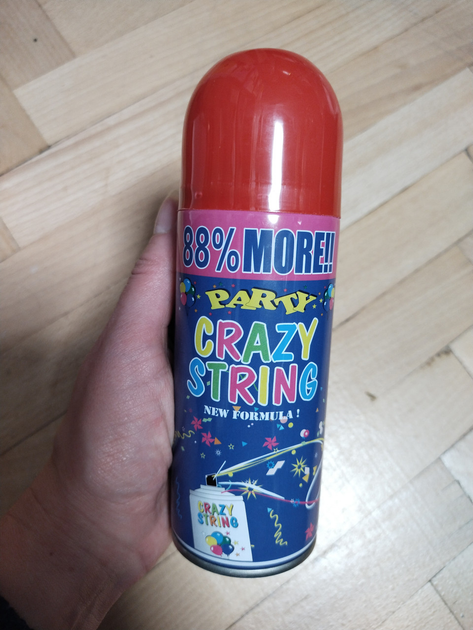 88% MORE!!
PARTY
CRAZY
STRING
NEW FORMULA !
CRAZY
STRING